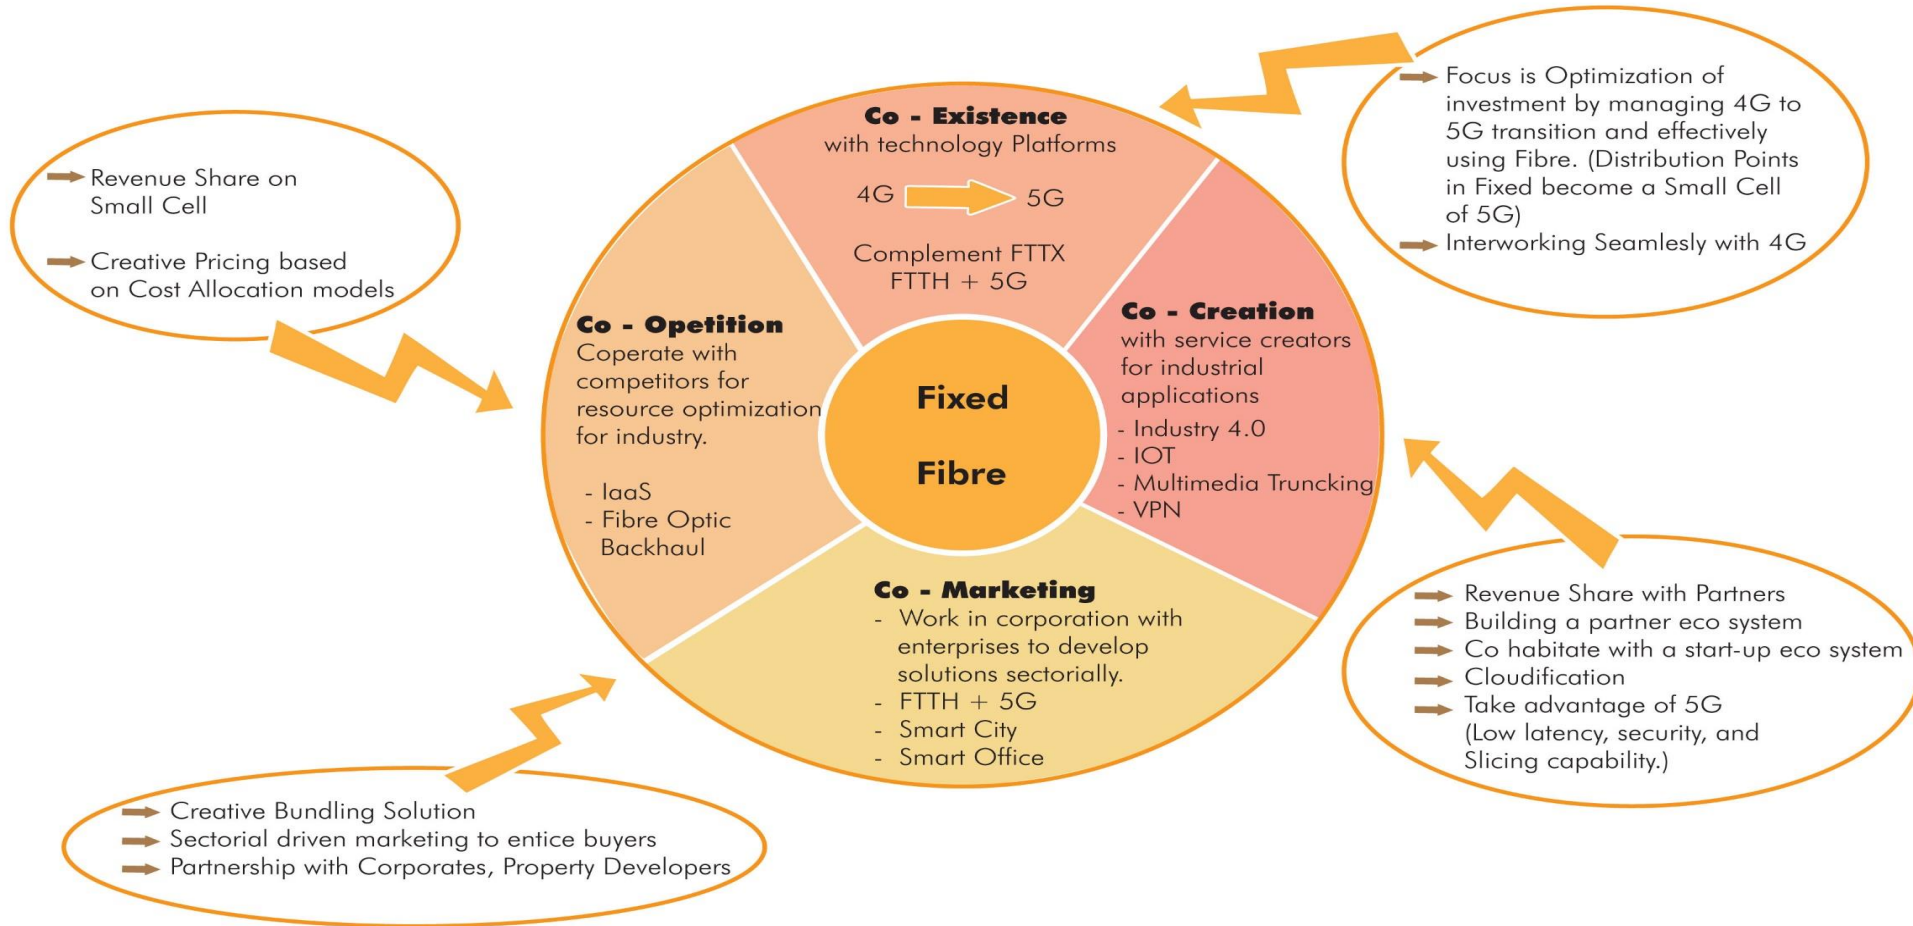 Co - Existence
with technology Platforms
4G 5G
Complement FTTX
FTTH + 5G
Focus is Optimization of
investment by managing 4G to
5G transition and effectively
using Fibre. (Distribution Points
in Fixed become a Small Cell
of 5G)
Interworking Seamlesly with 4G
Revenue Share on
Small Cell
Creative Pricing based
on Cost Allocation models
Co - Opetition
Coperate with
competitors for
resource optimization
for industry.
- IaaS
- Fibre Optic
Backhaul
Fixed
Fibre
Co - Creation
with service creators
for industrial
applications
- Industry 4.0
- IOT
- Multimedia Truncking
- VPN
Co - Marketing
- Work in corporation with
enterprises to develop
solutions sectorially.
- FTTH + 5G
- Smart City
- Smart Office
Revenue Share with Partners
Building a partner eco system
Co habitate with a start-up eco system
Cloudification
Take advantage of 5G
(Low latency, security, and
Slicing capability.)
Creative Bundling Solution
Sectorial driven marketing to entice buyers
Partnership with Corporates, Property Developers